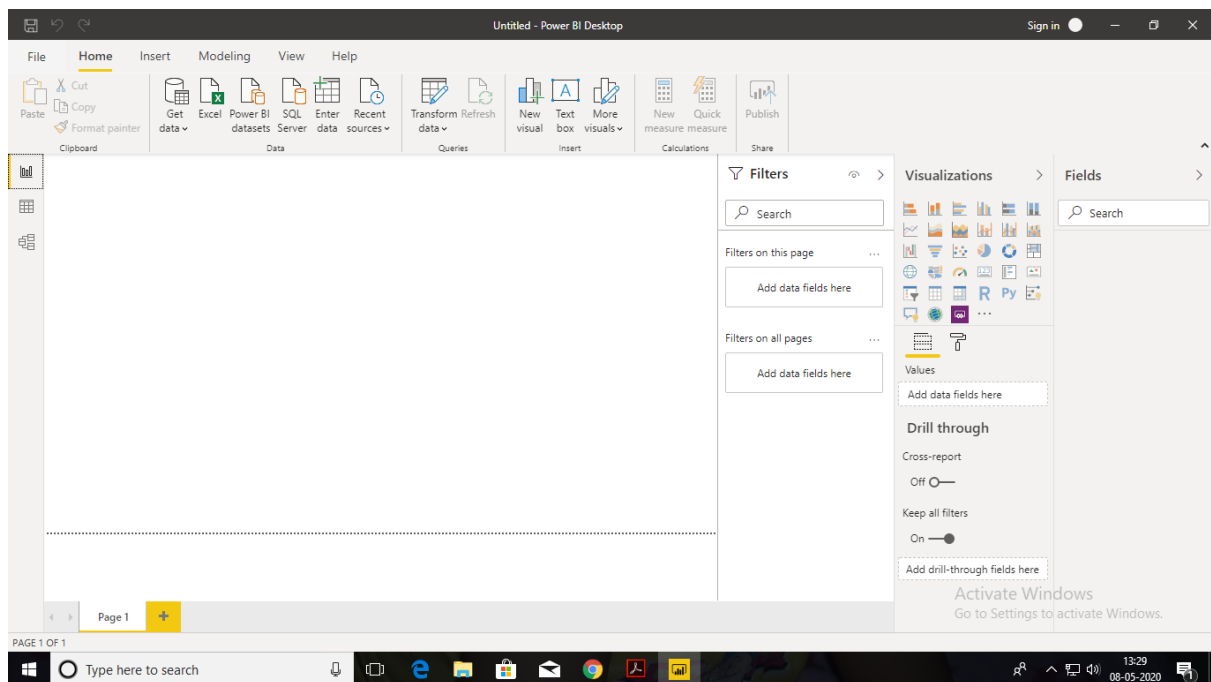 Untitled - Power BI Desktop
Sign in
File Home Insert Modeling View Help
Paste
Cut
Copy
Format painter
Clipboard
Get data
Excel
Power BI datasets
SQL Server
Enter data
Recent sources
Data
Transform data
Refresh
Queries
New visual
Text box
A
More visuals
Insert
New measure
Quick measure
Calculations
Publish
Share
Filters
Search
Filters on this page
...
Add data fields here
Filters on all pages
...
Add data fields here
Visualizations
123
R Py
...
Values
Add data fields here
Drill through
Cross-report
Off
Keep all filters
On
Add drill-through fields here
Fields
Search
Activate Windows
Go to Settings to activate Windows.
Page 1
+
PAGE 1 OF 1
Type here to search
13:29
08-05-2020
1